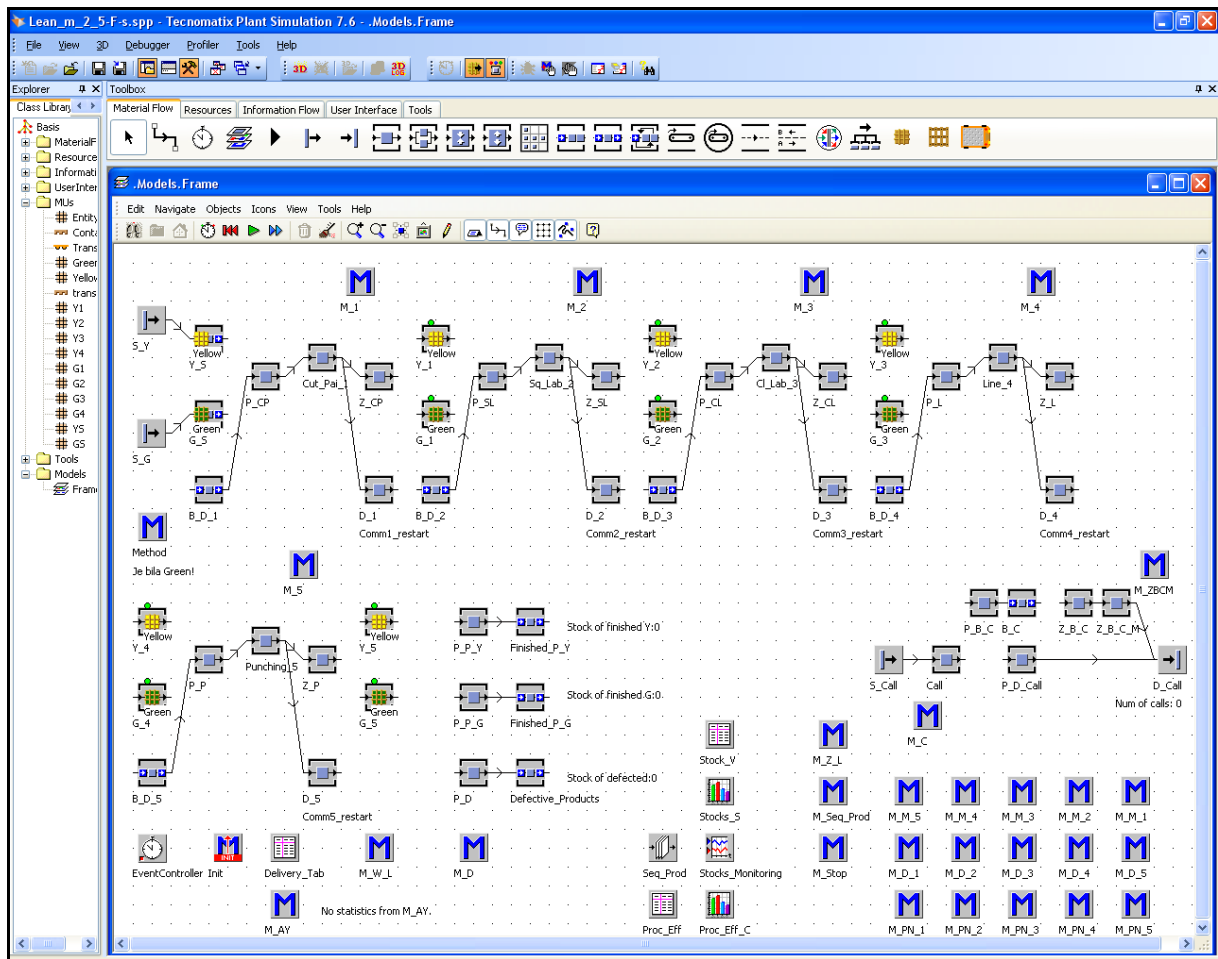 Lean_m_2_5-F-s.spp - Tecnomatix Plant Simulation 7.6 - .Models.Frame
File View 3D Debugger Profiler Tools Help
3D 3D LOG
Explorer Toolbox
Class Library Material Flow Resources Information Flow User Interface Tools
Basis
MaterialF
Resource
Informati
UserInter
MUs
Entity
Conta
Trans
Green
Yellow
trans
Y1
Y2
Y3
Y4
G1
G2
G3
G4
Y5
G5
Tools
Models
Fram
.Models.Frame
Edit Navigate Objects Icons View Tools Help
M_1 M_2 M_3 M_4
S_Y Yellow Yellow Yellow Yellow
Y_S Y_1 Y_2 Y_3
Cut_Pai_1 Sq_Lab_2 Cl_Lab_3 Line_4
P_CP Z_CP P_SL Z_SL P_CL Z_CL P_L Z_L
Green Green Green Green
G_S G_1 G_2 G_3
S_G
B_D_1 D_1 B_D_2 D_2 B_D_3 D_3 B_D_4 D_4
Comm1_restart Comm2_restart Comm3_restart Comm4_restart
Method
Je bila Green!
M_5 M_ZBCM
P_B_C B_C Z_B_C Z_B_C_M
Yellow Yellow Stock of finished Y:0
Y_4 Y_5 P_P_Y Finished_P_Y
Punching_5
P_P Z_P
S_Call Call P_D_Call D_Call
Stock of finished G:0
Num of calls: 0
Green Green
G_4 G_5 P_P_G Finished_P_G
M_C
Stock_V M_Z_L
Stock of defected:0
B_D_5 D_5 P_D Defective_Products
Comm5_restart Stocks_S M_Seq_Prod M_M_5 M_M_4 M_M_3 M_M_2 M_M_1
INIT
EventController Init Delivery_Tab M_W_L M_D Seq_Prod Stocks_Monitoring M_Stop M_D_1 M_D_2 M_D_3 M_D_4 M_D_5
No statistics from M_AY.
M_AY Proc_Eff Proc_Eff_C M_PN_1 M_PN_2 M_PN_3 M_PN_4 M_PN_5